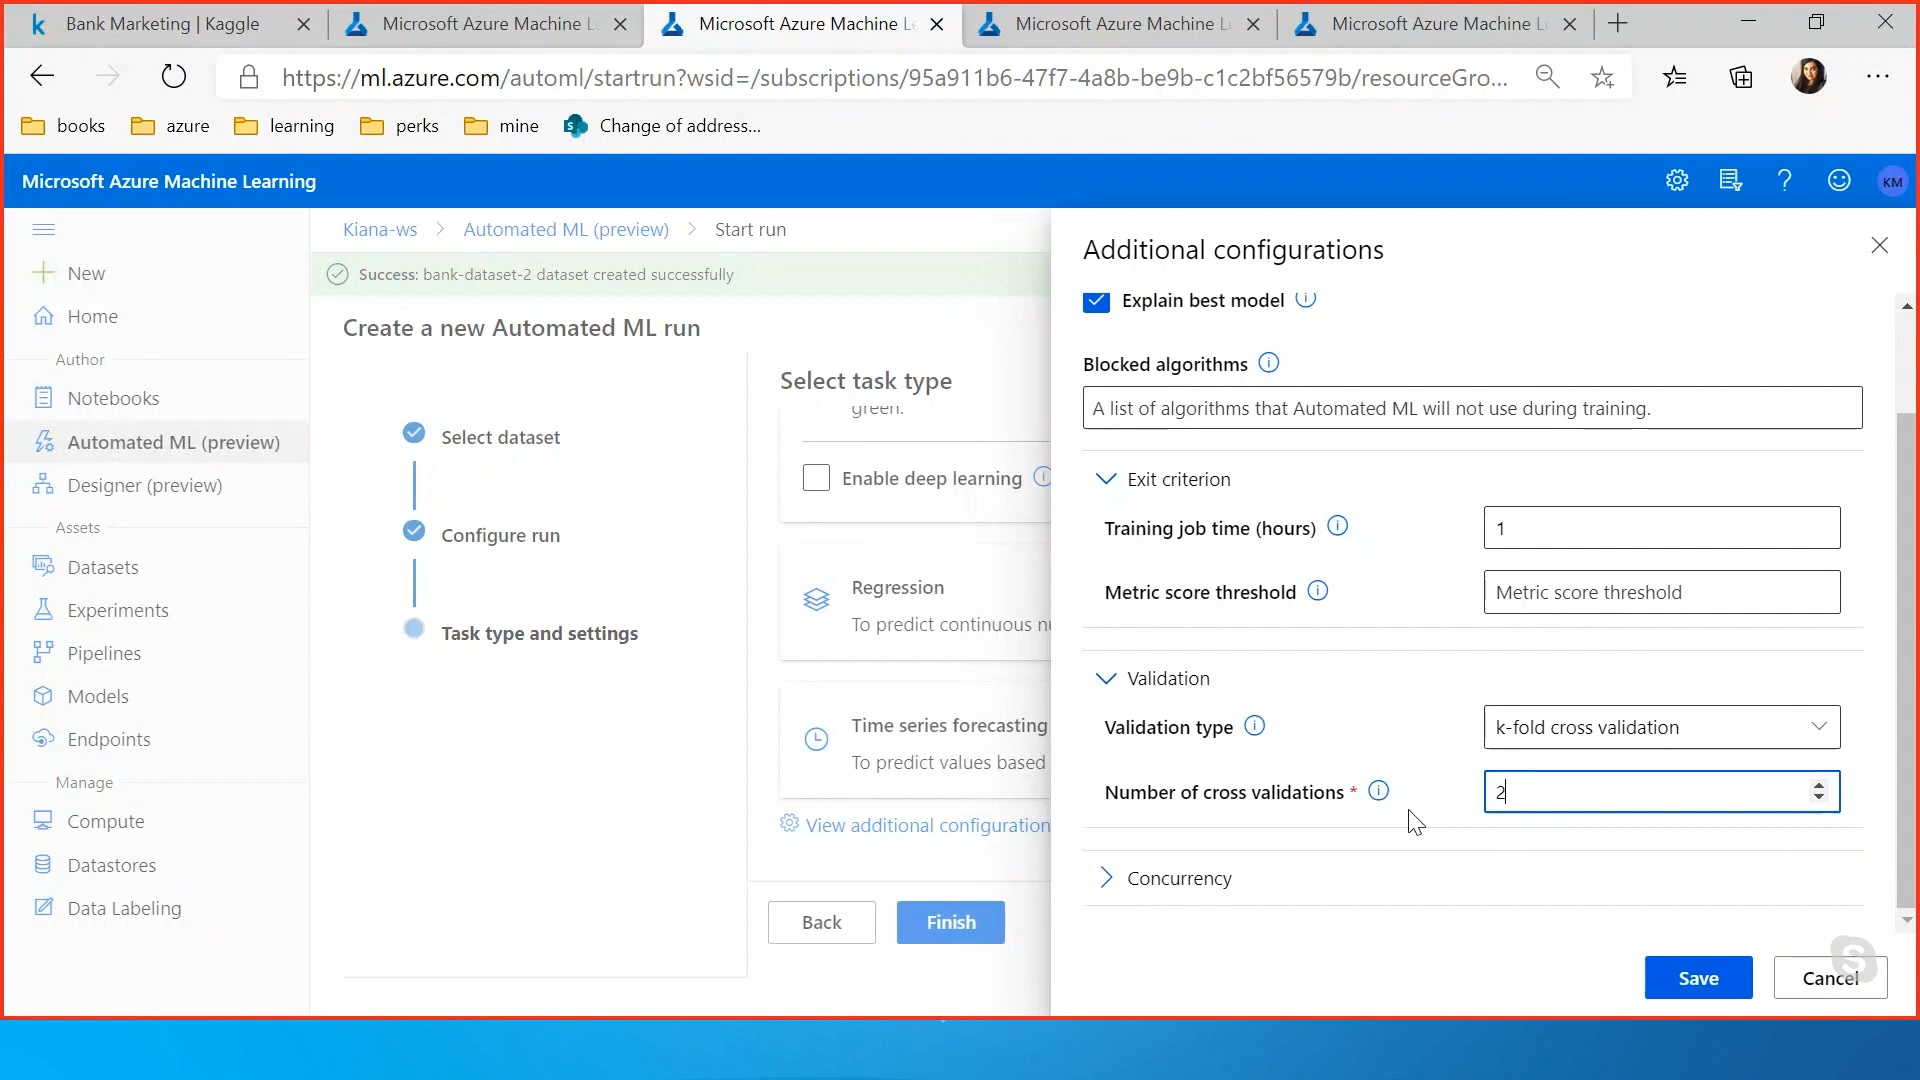 Bank Marketing | Kaggle
Microsoft Azure Machine Le
Microsoft Azure Machine Le
Microsoft Azure Machine Le
Microsoft Azure Machine Le
https://ml.azure.com/automl/startrun?wsid=/subscriptions/95a911b6-47f7-4a8b-be9b-c1c2bf56579b/resourceGro...
books
azure
learning
perks
mine
Change of address...
Microsoft Azure Machine Learning
KM
New
Home
Author
Notebooks
Automated ML (preview)
Designer (preview)
Assets
Datasets
Experiments
Pipelines
Models
Endpoints
Manage
Compute
Datastores
Data Labeling
Kiana-ws > Automated ML (preview) > Start run
Success: bank-dataset-2 dataset created successfully
Create a new Automated ML run
Select dataset
Configure run
Task type and settings
Select task type
green.
Enable deep learning
Regression
To predict continuous nu
Time series forecasting
To predict values based
View additional configuration
Back
Finish
Additional configurations
Explain best model
Blocked algorithms
A list of algorithms that Automated ML will not use during training.
Exit criterion
Training job time (hours)
1
Metric score threshold
Metric score threshold
Validation
Validation type
k-fold cross validation
Number of cross validations *
2
Concurrency
Save
Cancel